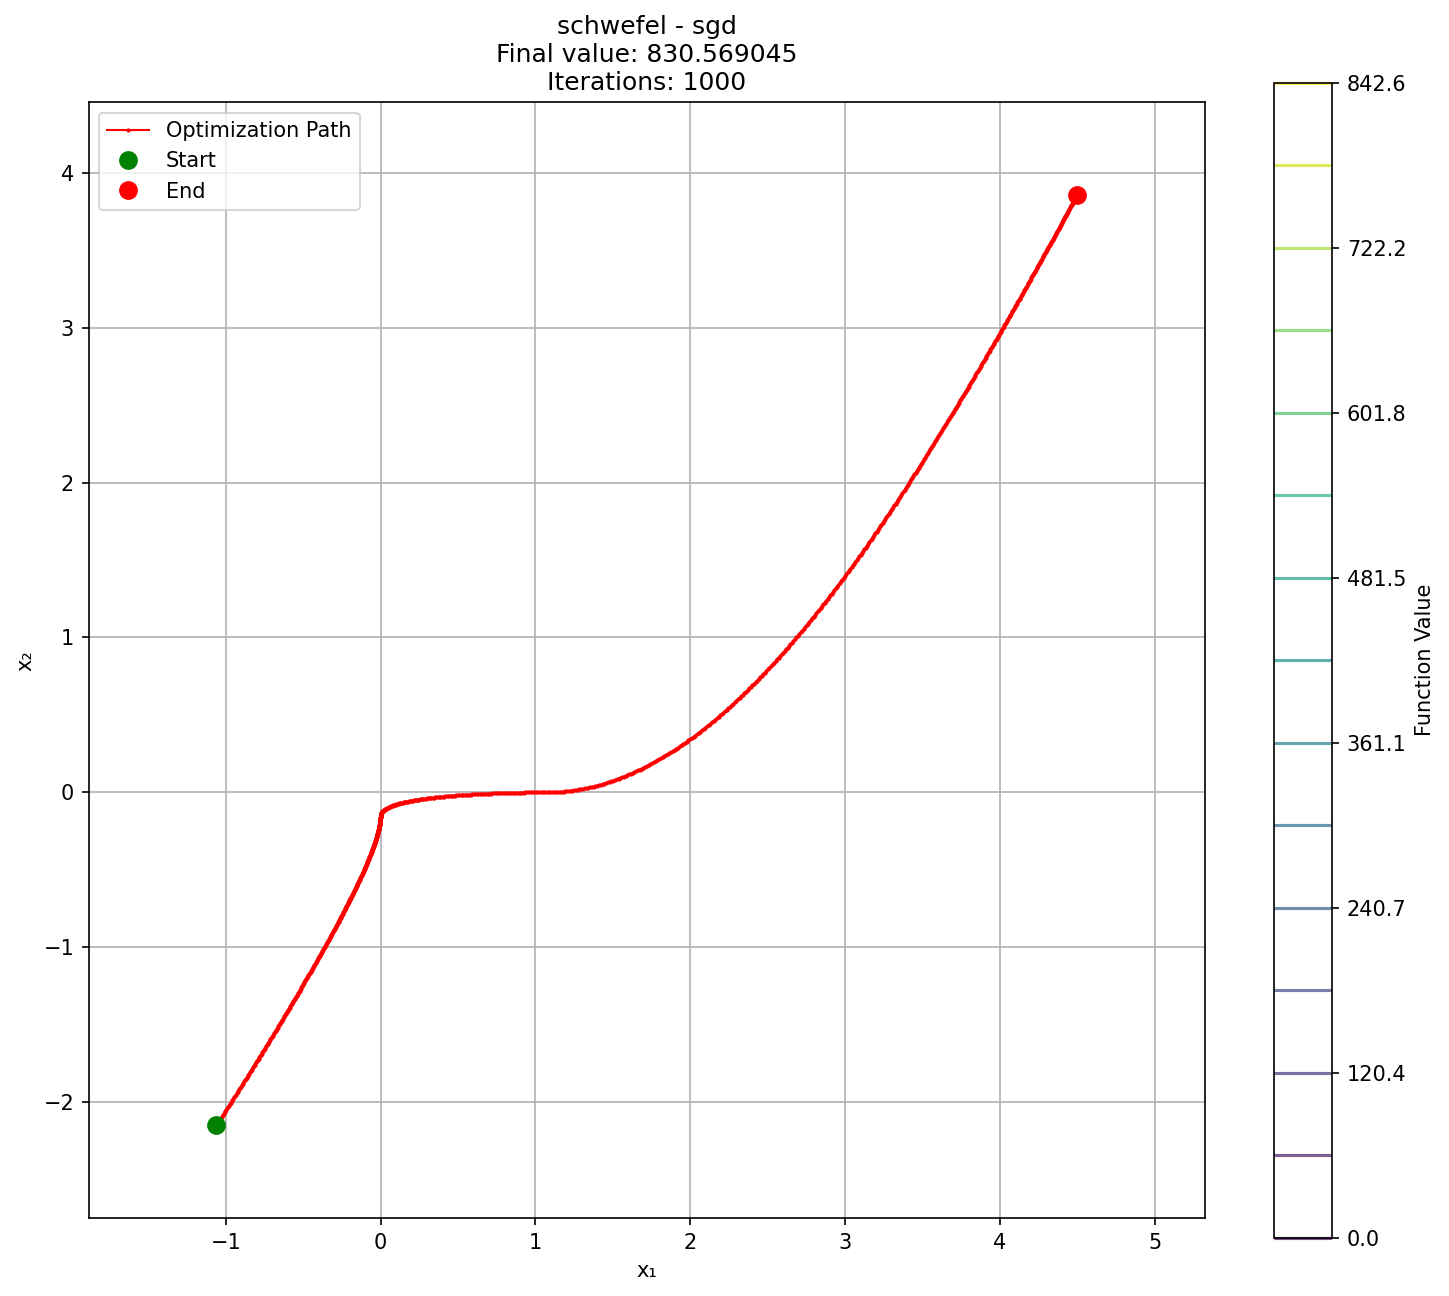 schwefel - sgd
Final value: 830.569045
Iterations: 1000
Optimization Path
Start
End
4
3
2
1
0
−1
−2
x₂
−1
0
1
2
3
4
5
x₁
842.6
722.2
601.8
481.5
361.1
240.7
120.4
0.0
Function Value